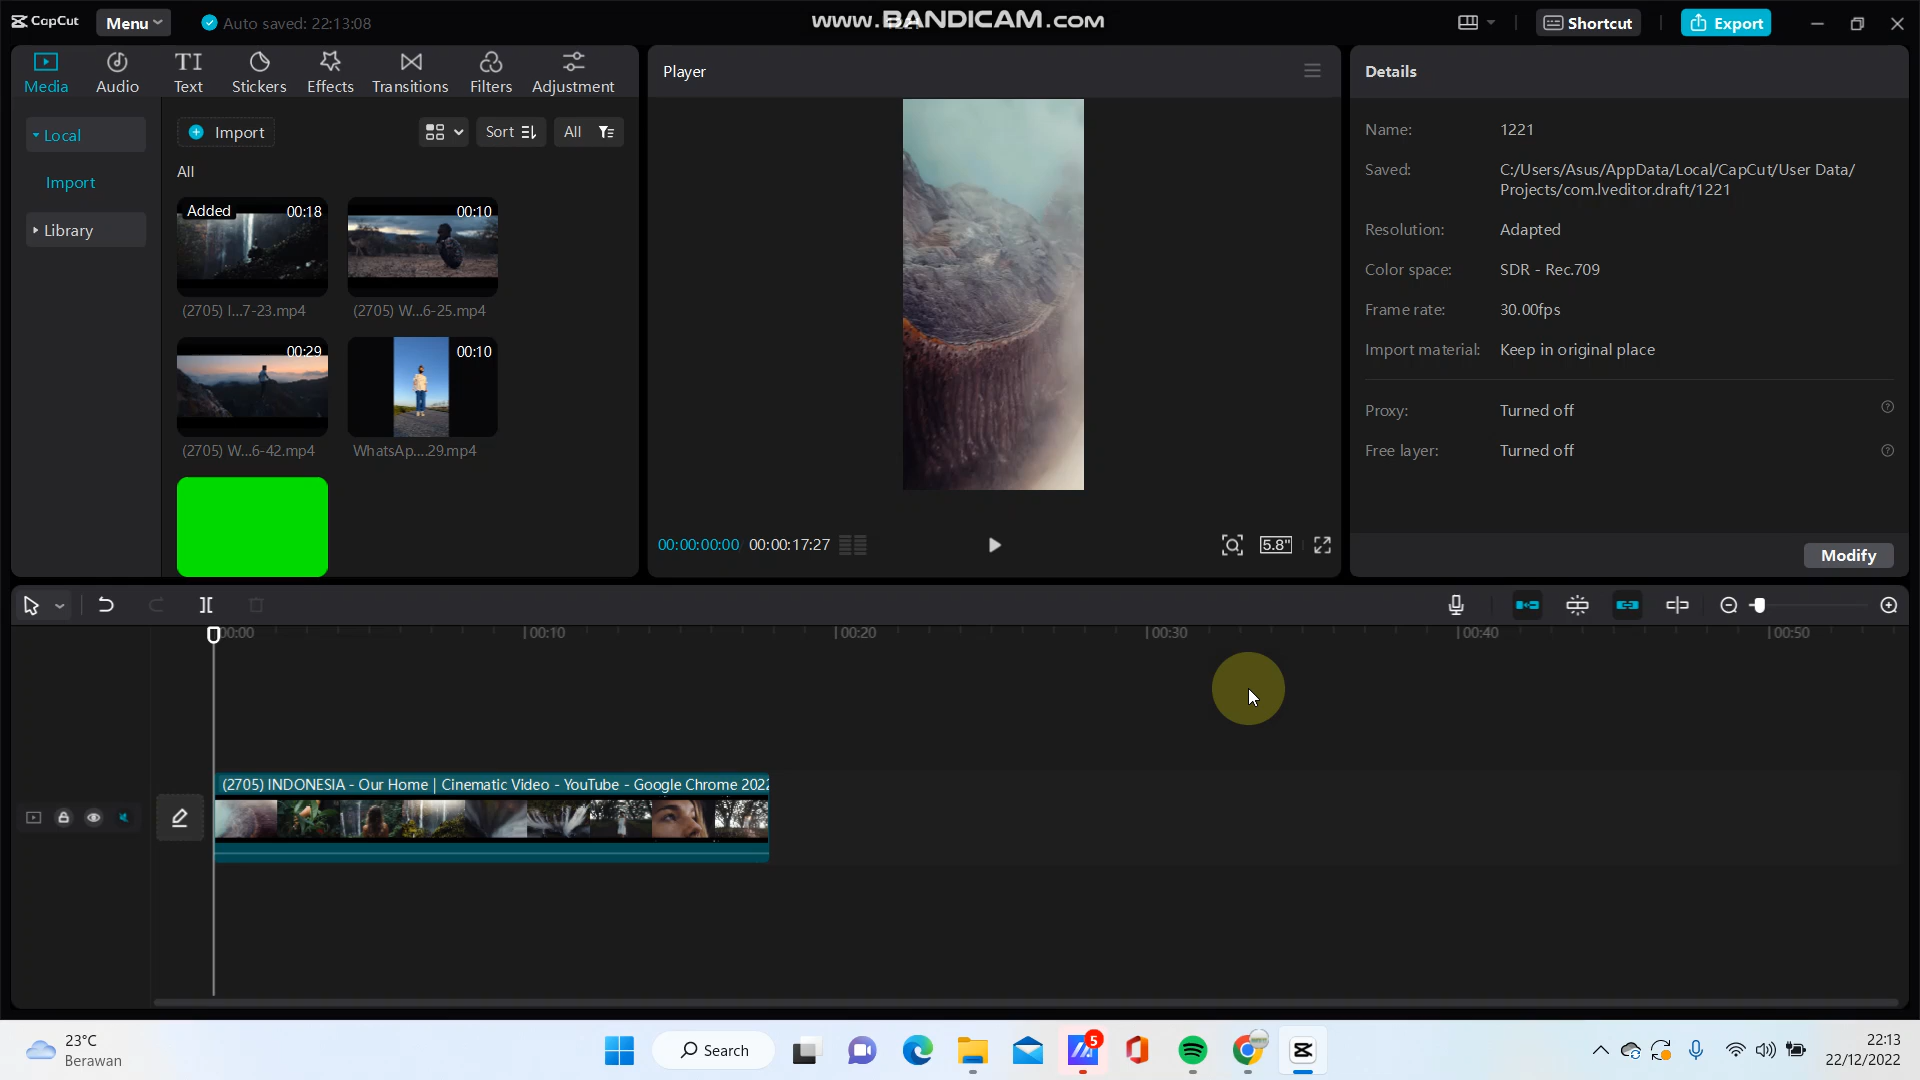 CapCut
Menu
Auto saved: 22:13:08
www.BANDICAM.com
Shortcut
Export
Media
Audio
TI
Text
Stickers
Effects
Transitions
Filters
Adjustment
Local
Import
Library
Import
Sort
All
All
Added
00:18
(2705) I...7-23.mp4
00:10
(2705) W...6-25.mp4
00:29
(2705) W...6-42.mp4
00:10
WhatsAp....29.mp4
Player
00:00:00:00
00:00:17:27
5.8"
Details
Name:
1221
Saved:
C:/Users/Asus/AppData/Local/CapCut/User Data/
Projects/com.lveditor.draft/1221
Resolution:
Adapted
Color space:
SDR - Rec.709
Frame rate:
30.00fps
Import material:
Keep in original place
Proxy:
Turned off
Free layer:
Turned off
Modify
00:00
00:10
00:20
00:30
00:40
00:50
(2705) INDONESIA - Our Home | Cinematic Video - YouTube - Google Chrome 2022
23°C
Berawan
Search
5
22:13
22/12/2022